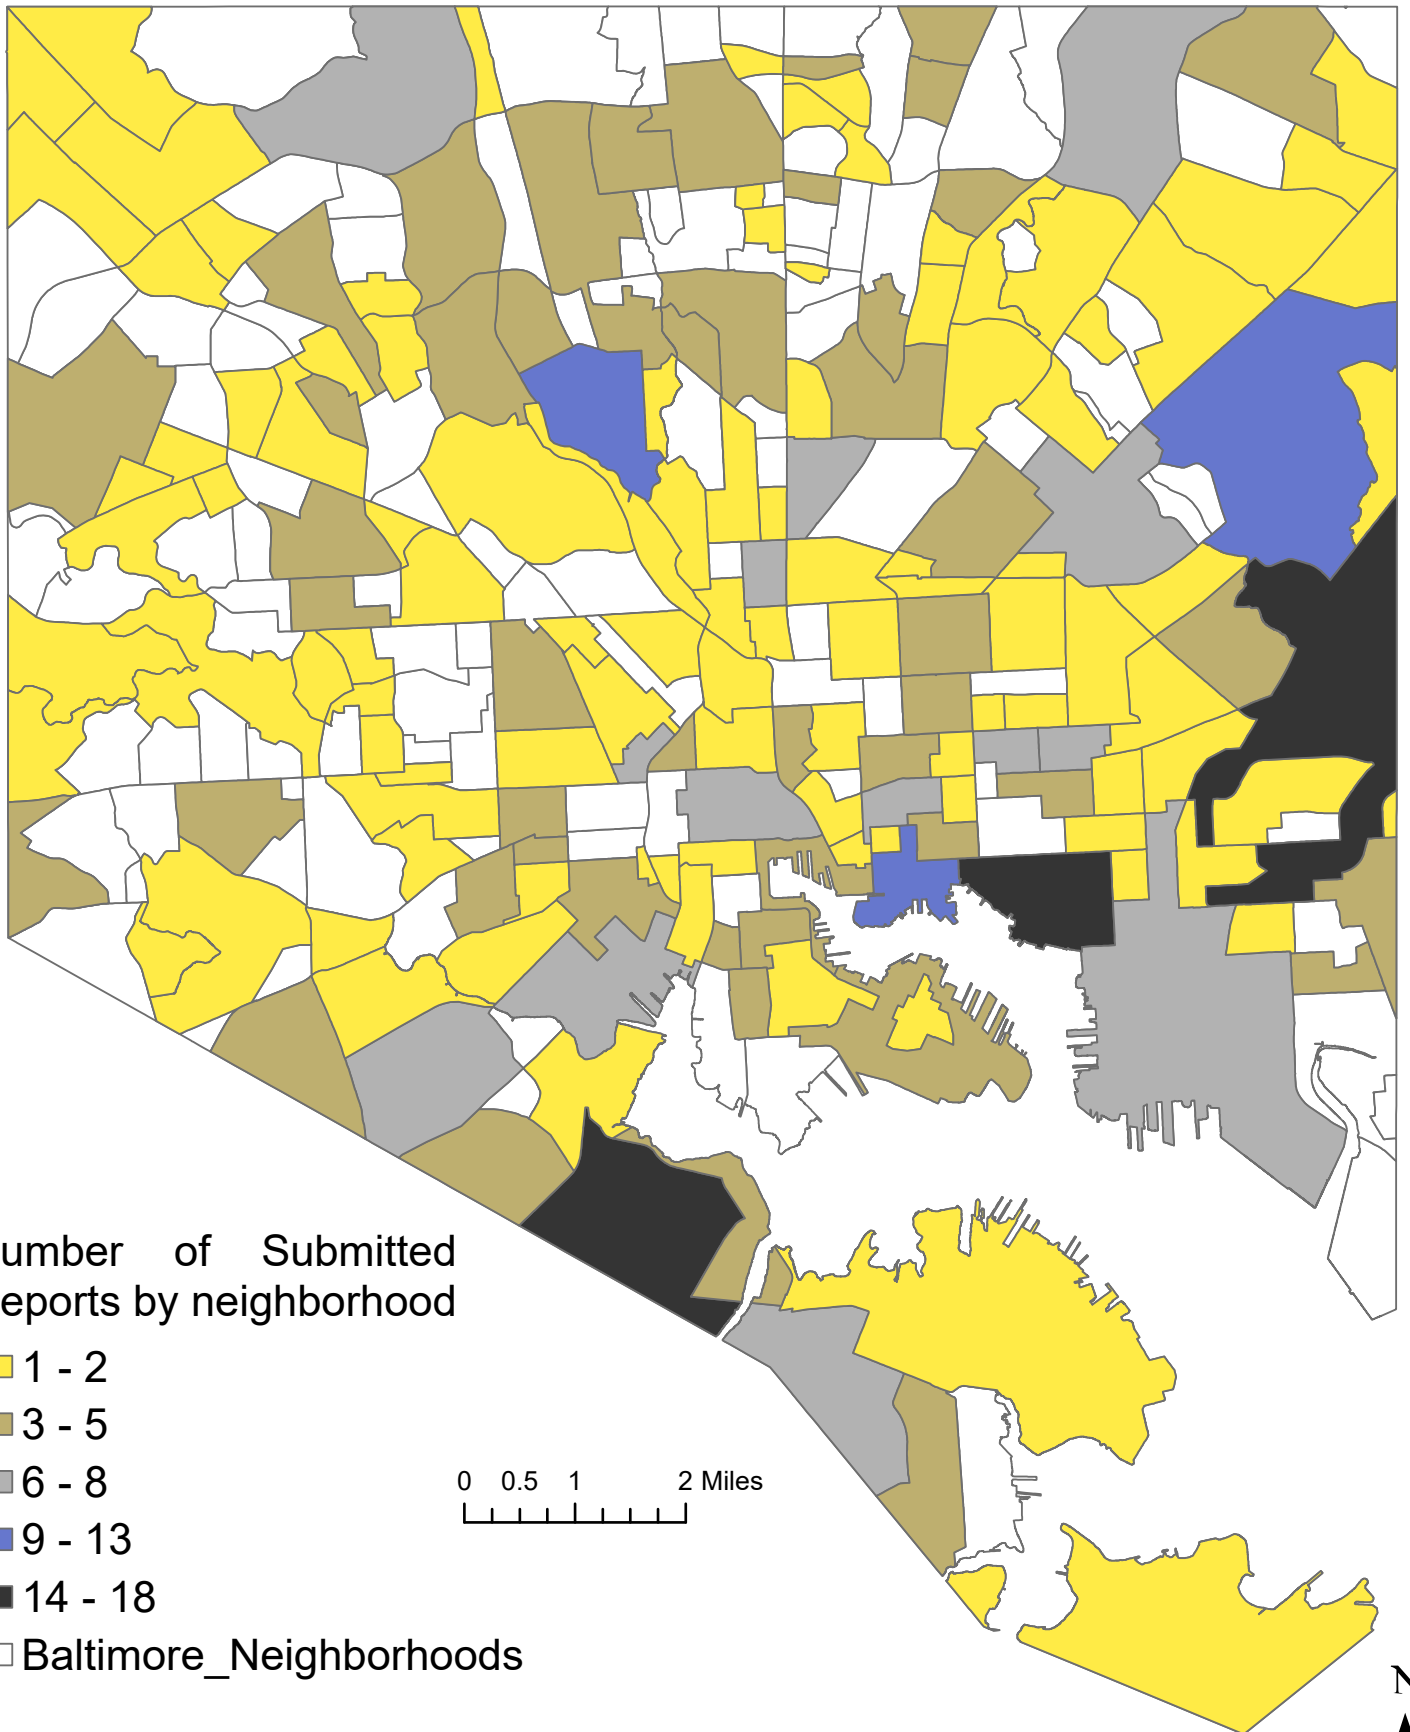 umber of Submitted
eports by neighborhood
1 - 2
3 - 5
6 - 8
9 - 13
14 - 18
Baltimore_Neighborhoods
0 0.5 1 2 Miles
N